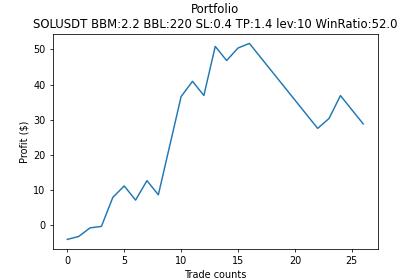 Portfolio
SOLUSDT BBM:2.2 BBL:220 SL:0.4 TP:1.4 lev:10 WinRatio:52.0
Profit ($)
50
40
30
20
10
0
0 5 10 15 20 25
Trade counts